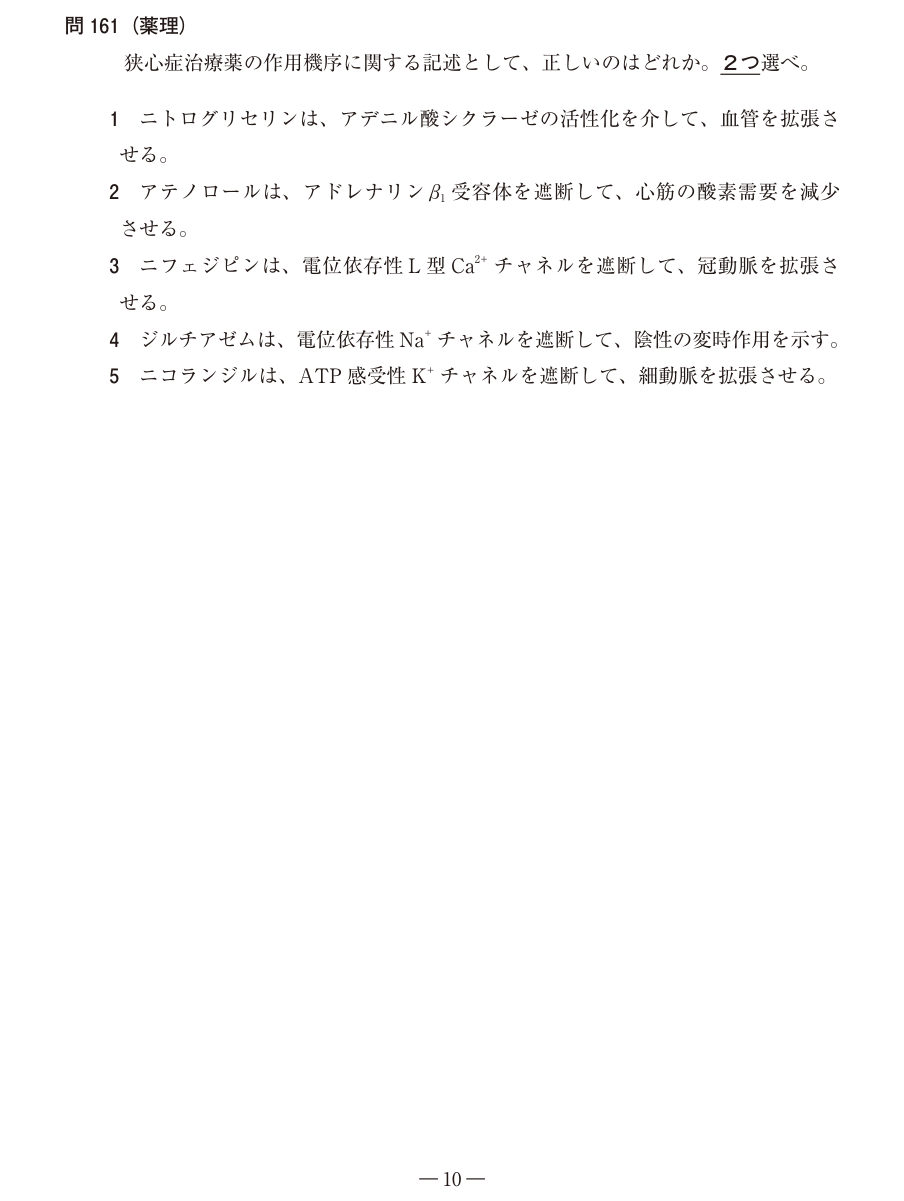 問 161（薬理）
狭心症治療薬の作用機序に関する記述として、正しいのはどれか。２つ選べ。
1 ニトログリセリンは、アデニル酸シクラーゼの活性化を介して、血管を拡張さ
せる。
2 アテノロールは、アドレナリン β₁ 受容体を遮断して、心筋の酸素需要を減少
させる。
3 ニフェジピンは、電位依存性 L 型 Ca²⁺ チャネルを遮断して、冠動脈を拡張さ
せる。
4 ジルチアゼムは、電位依存性 Na⁺ チャネルを遮断して、陰性の変時作用を示す。
5 ニコランジルは、ATP 感受性 K⁺ チャネルを遮断して、細動脈を拡張させる。
― 10 ―